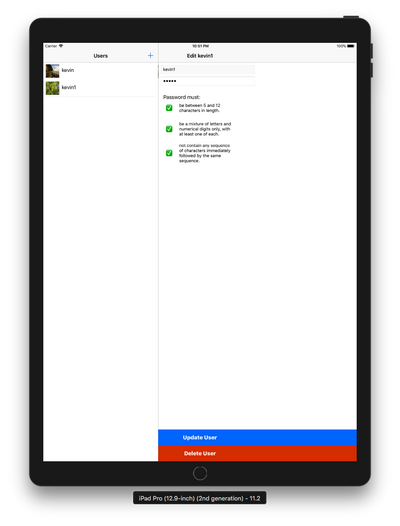 Carrier 10:51 PM 100%
Users + Edit kevin1
kevin
kevin1
kevin1
•••••
Password must:
be between 5 and 12
characters in length.
be a mixture of letters and
numerical digits only, with
at least one of each.
not contain any sequence
of characters immediately
followed by the same
sequence.
Update User
Delete User
iPad Pro (12.9-inch) (2nd generation) - 11.2